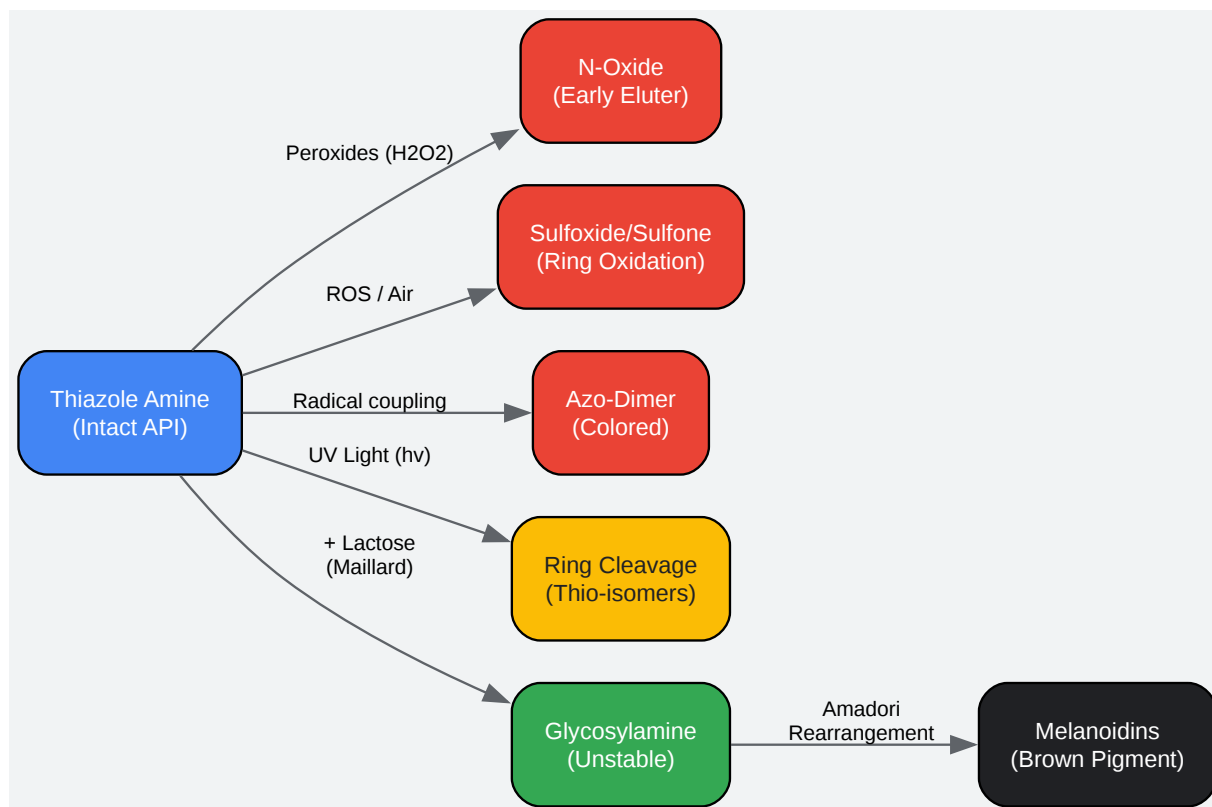 N-Oxide
(Early Eluter)
Peroxides (H2O2)
Sulfoxide/Sulfone
(Ring Oxidation)
ROS / Air
Thiazole Amine
(Intact API)
Radical coupling
Azo-Dimer
(Colored)
UV Light (hv)
+ Lactose
(Maillard)
Ring Cleavage
(Thio-isomers)
Glycosylamine
(Unstable)
Amadori
Rearrangement
Melanoidins
(Brown Pigment)